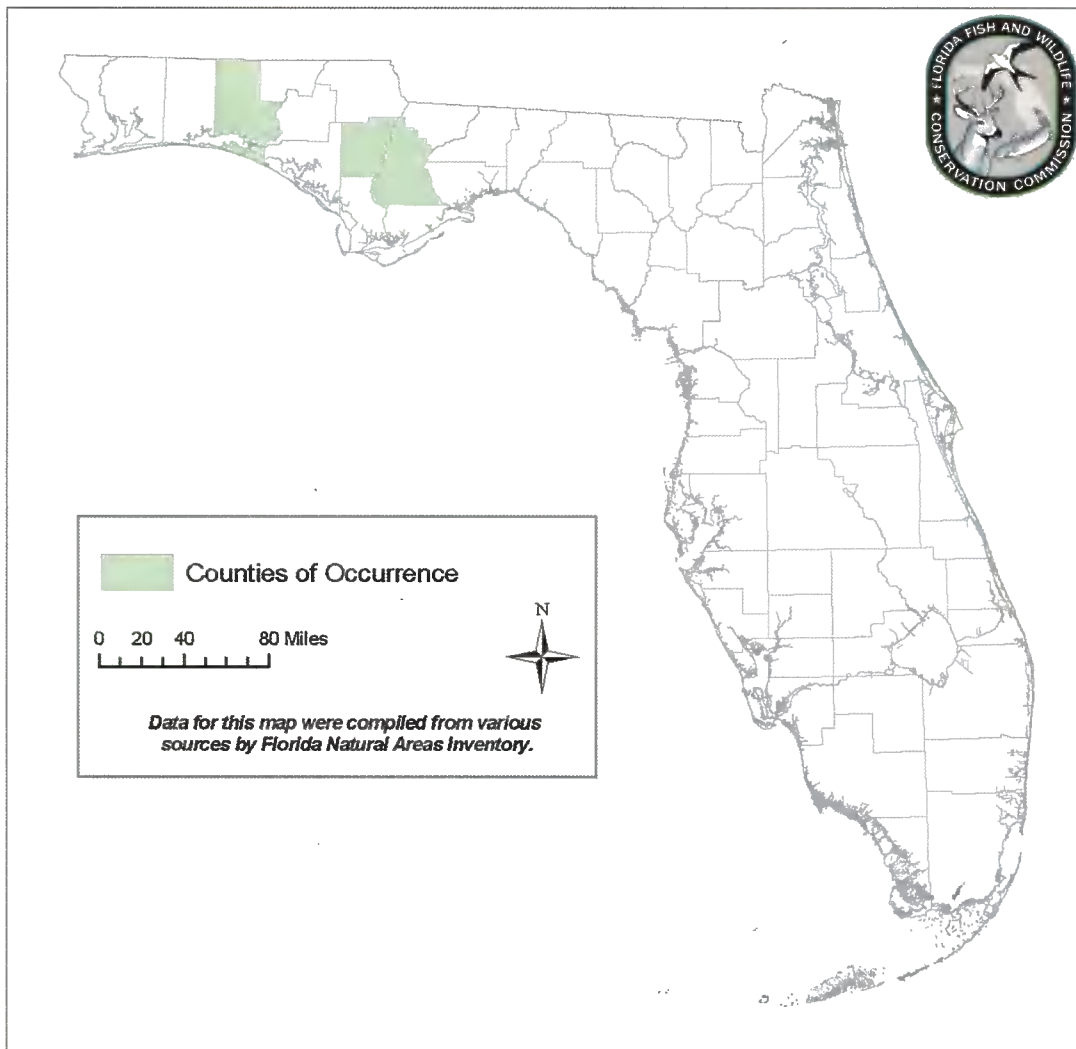 FLORIDA FISH AND WILDLIFE
CONSERVATION COMMISSION
Counties of Occurrence
0 20 40 80 Miles
N
Data for this map were compiled from various
sources by Florida Natural Areas Inventory.